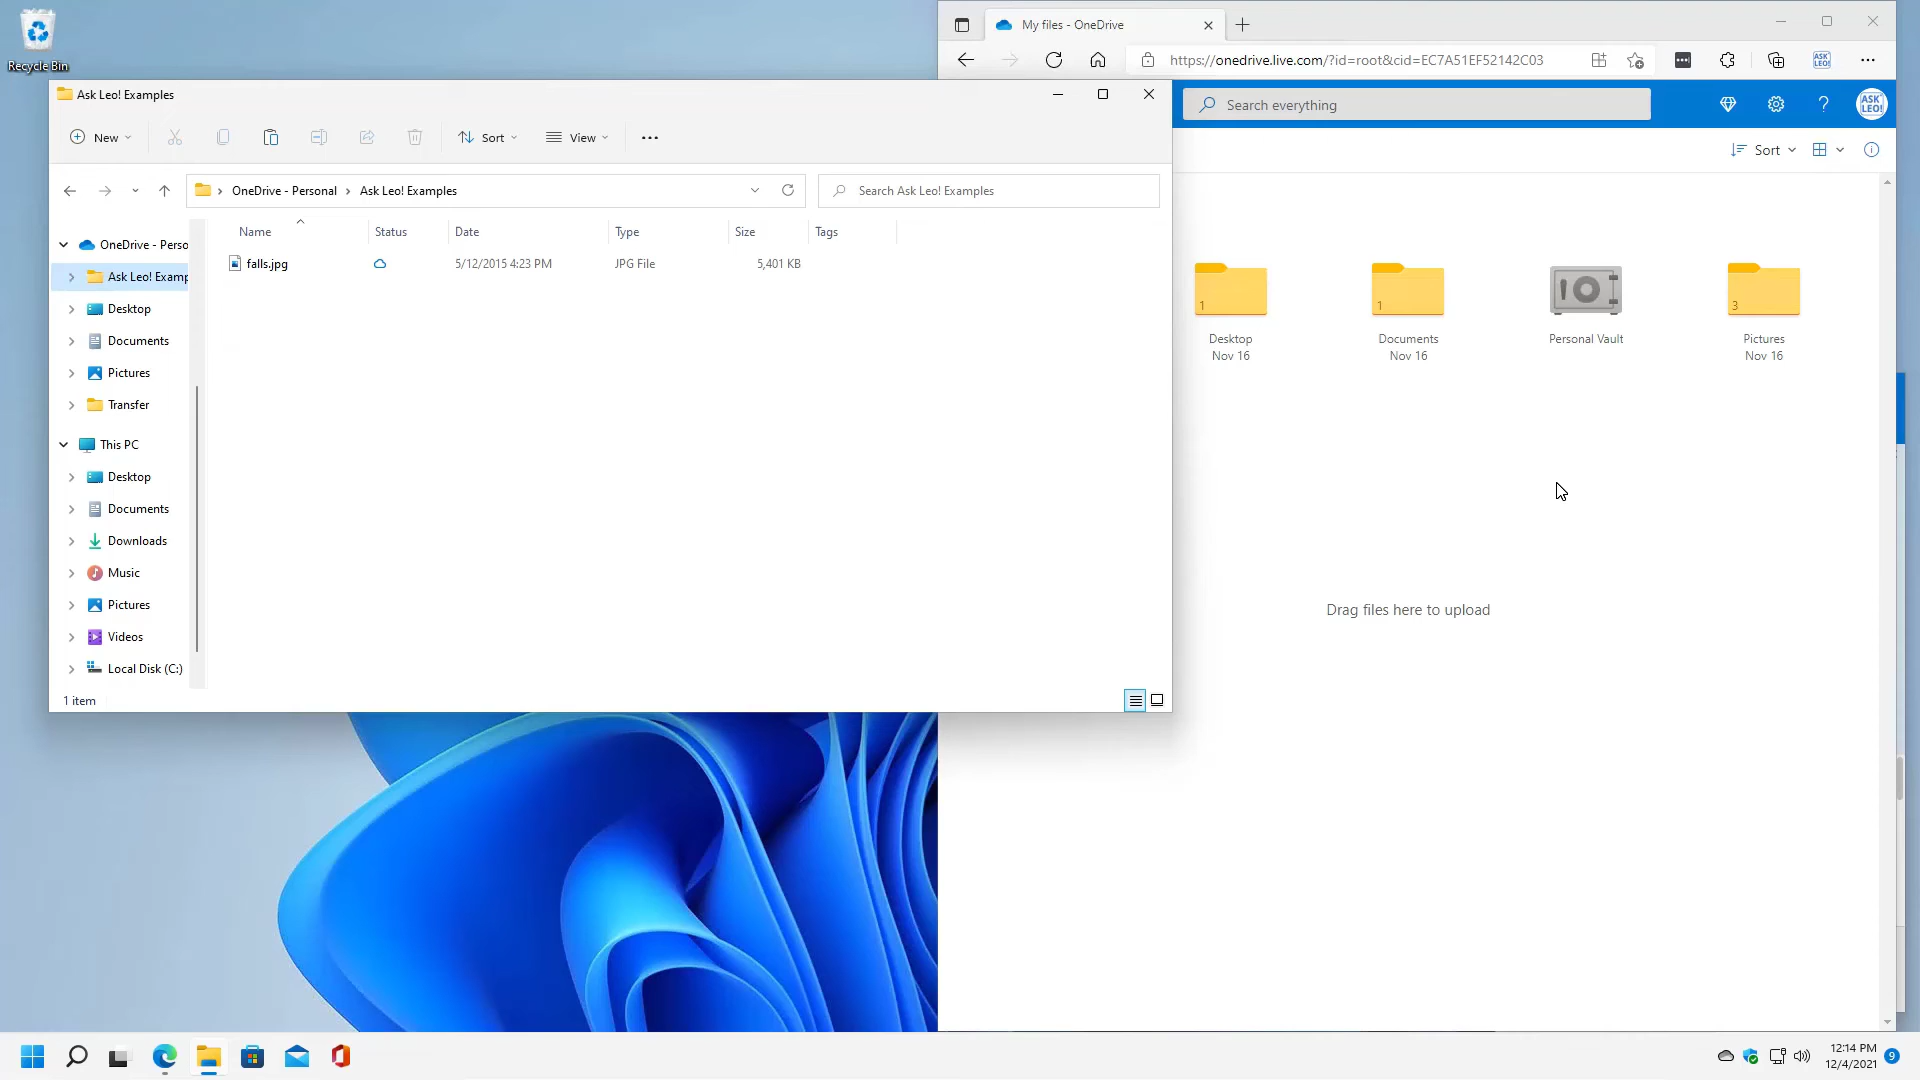 Recycle Bin
My files - OneDrive
https://onedrive.live.com/?id=root&cid=EC7A51EF52142C03
ASK LEO!
Search everything
ASK LEO!
Sort
Desktop
Nov 16
1
Documents
Nov 16
1
Personal Vault
Pictures
Nov 16
3
Drag files here to upload
Ask Leo! Examples
New
Sort
View
OneDrive - Personal > Ask Leo! Examples
Search Ask Leo! Examples
Name Status Date Type Size Tags
falls.jpg 5/12/2015 4:23 PM JPG File 5,401 KB
OneDrive - Perso
Ask Leo! Examp
Desktop
Documents
Pictures
Transfer
This PC
Desktop
Documents
Downloads
Music
Pictures
Videos
Local Disk (C:)
1 item
12:14 PM
12/4/2021
9